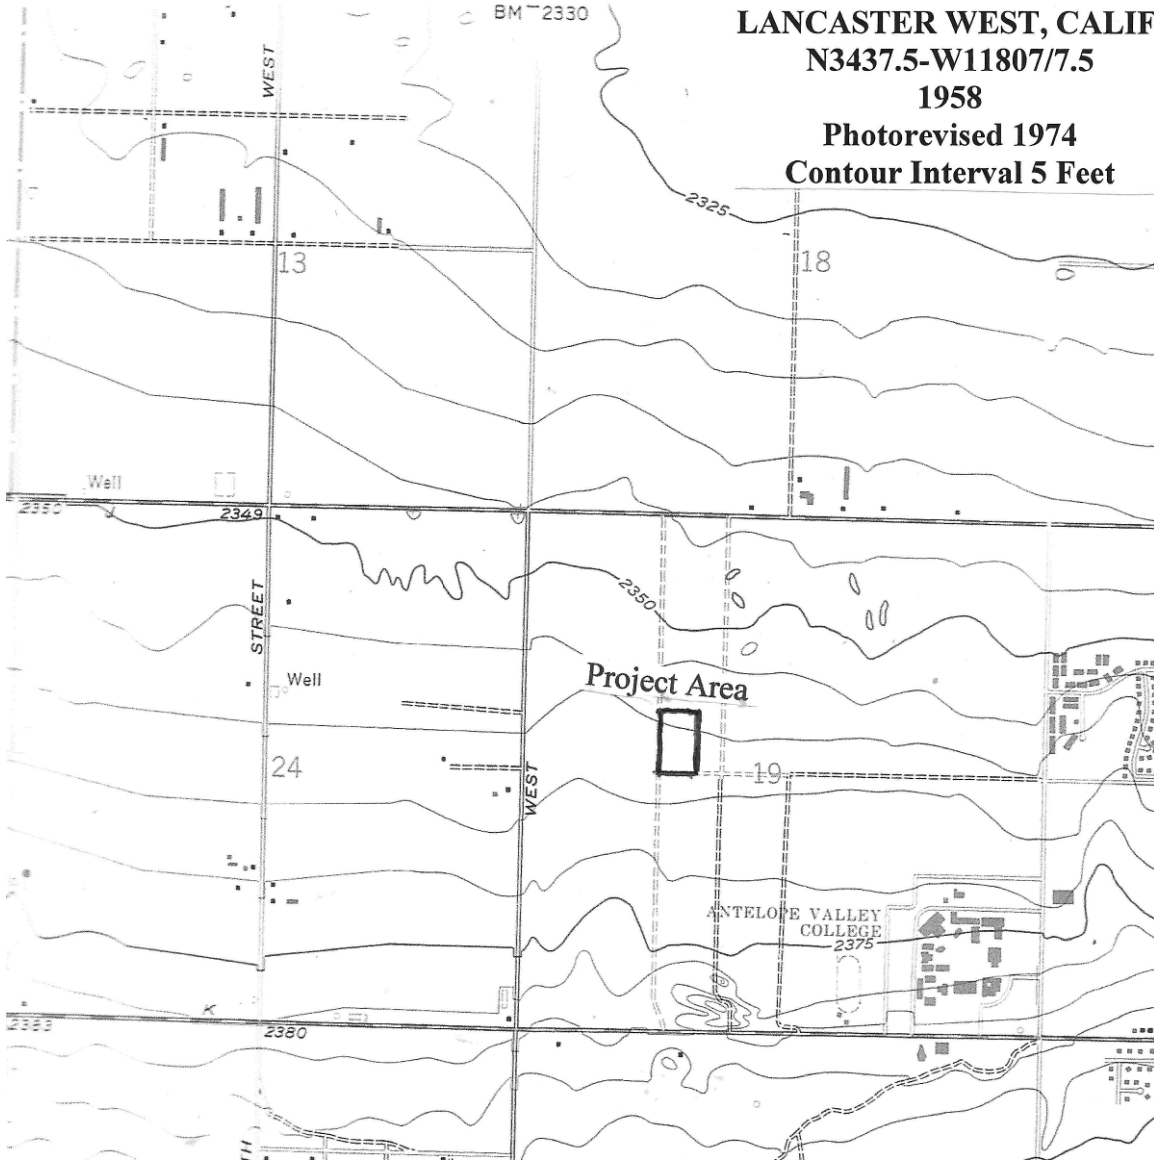 BM 2330
LANCASTER WEST, CALIF
N3437.5-W11807/7.5
1958
Photorevised 1974
Contour Interval 5 Feet
WEST
2325
13
18
Well
2350
J
2349
STREET
2350
Well
Project Area
24
WEST
19
ANTELOPE VALLEY
COLLEGE
2375
K
2383
2380
TH